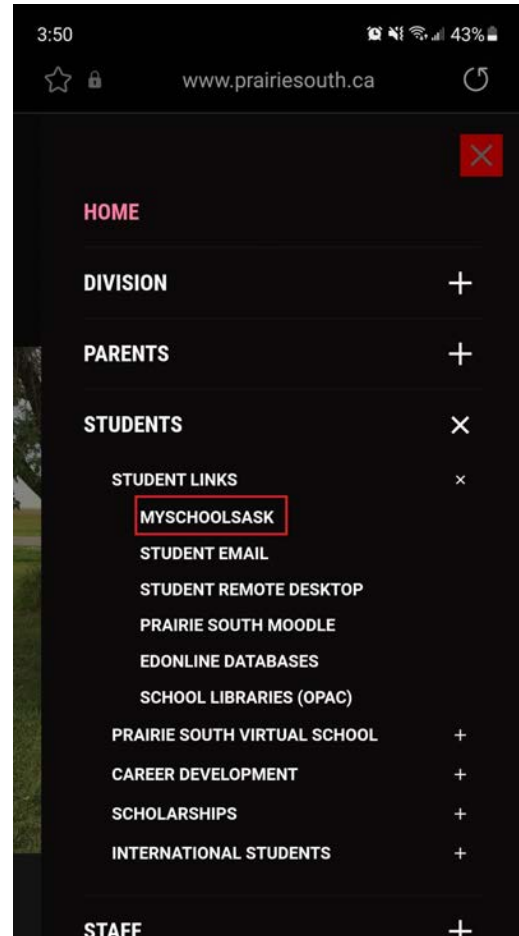 3:50 43%
www.prairiesouth.ca
HOME
DIVISION
PARENTS
STUDENTS
STUDENT LINKS
MYSCHOOLSASK
STUDENT EMAIL
STUDENT REMOTE DESKTOP
PRAIRIE SOUTH MOODLE
EDONLINE DATABASES
SCHOOL LIBRARIES (OPAC)
PRAIRIE SOUTH VIRTUAL SCHOOL
CAREER DEVELOPMENT
SCHOLARSHIPS
INTERNATIONAL STUDENTS
STAFF